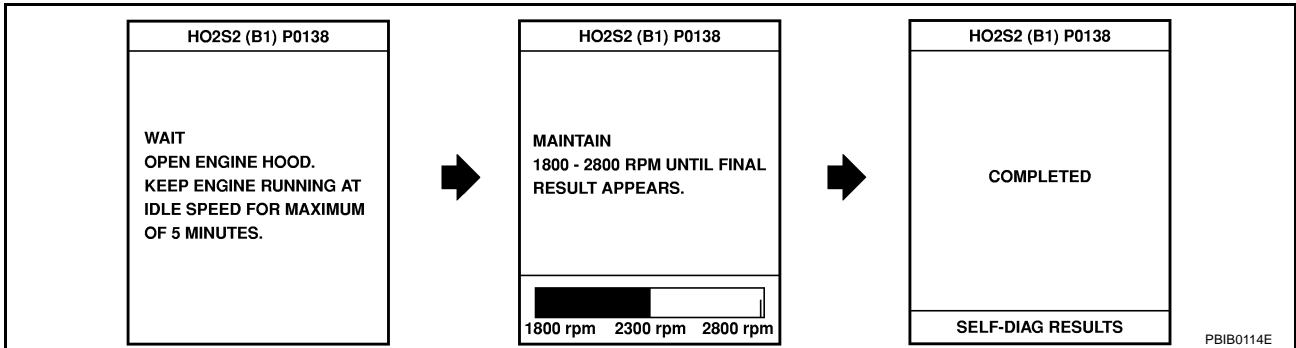 HO2S2 (B1) P0138
WAIT
OPEN ENGINE HOOD.
KEEP ENGINE RUNNING AT
IDLE SPEED FOR MAXIMUM
OF 5 MINUTES.
HO2S2 (B1) P0138
MAINTAIN
1800 - 2800 RPM UNTIL FINAL
RESULT APPEARS.
1800 rpm 2300 rpm 2800 rpm
HO2S2 (B1) P0138
COMPLETED
SELF-DIAG RESULTS
PBIB0114E